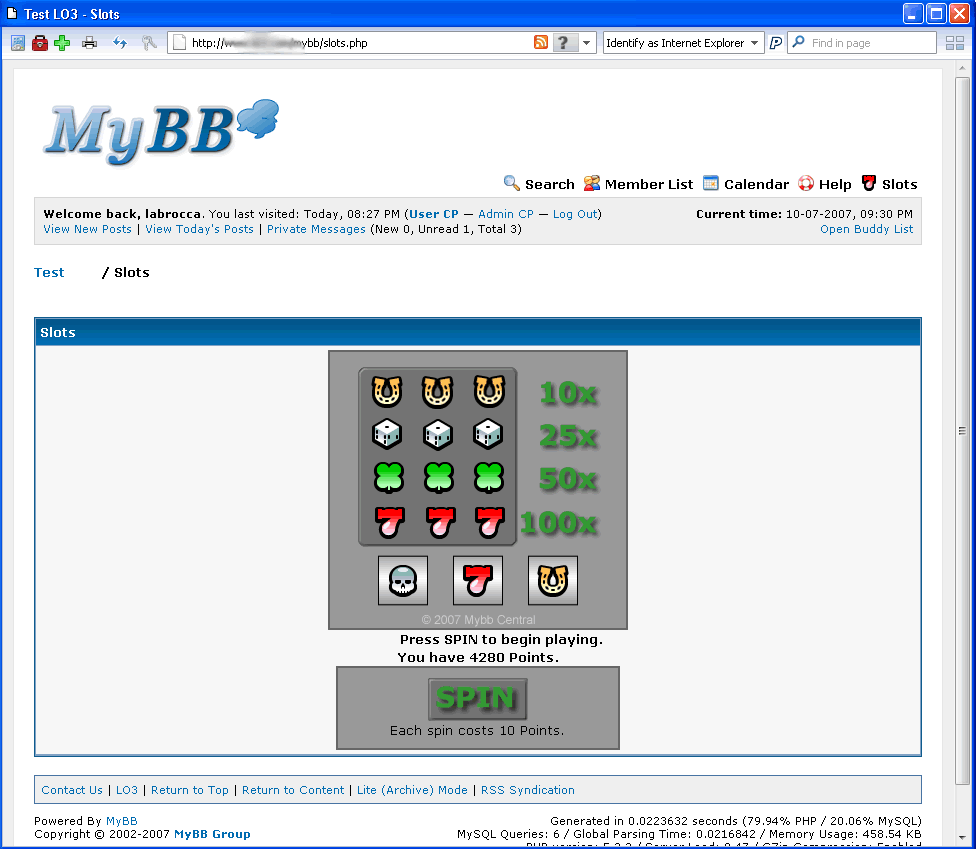 Test LO3 - Slots
http:// mybb/slots.php
?
Identify as Internet Explorer
Find in page
MyBB
Search Member List Calendar Help Slots
Welcome back, labrocca. You last visited: Today, 08:27 PM (User CP — Admin CP — Log Out)
Current time: 10-07-2007, 09:30 PM
View New Posts | View Today's Posts | Private Messages (New 0, Unread 1, Total 3)
Open Buddy List
Test / Slots
Slots
10x
25x
50x
7 7 7 100x
7
© 2007 Mybb Central
Press SPIN to begin playing.
You have 4280 Points.
SPIN
Each spin costs 10 Points.
Contact Us | LO3 | Return to Top | Return to Content | Lite (Archive) Mode | RSS Syndication
Powered By MyBB
Copyright © 2002-2007 MyBB Group
Generated in 0.0223632 seconds (79.94% PHP / 20.06% MySQL)
MySQL Queries: 6 / Global Parsing Time: 0.0216842 / Memory Usage: 458.54 KB